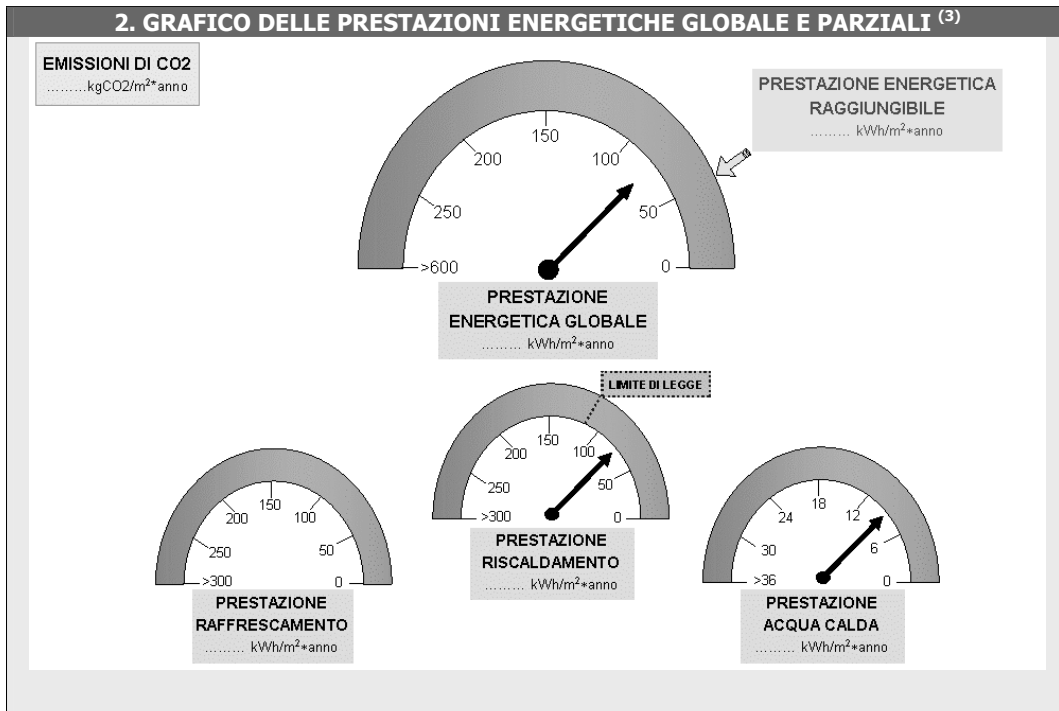 2. GRAFICO DELLE PRESTAZIONI ENERGETICHE GLOBALE E PARZIALI (3)
EMISSIONI DI CO2
.........kgCO2/m2*anno
PRESTAZIONE ENERGETICA
RAGGIUNGIBILE
......... kWh/m2*anno
150
200
100
250
50
>600
0
PRESTAZIONE
ENERGETICA GLOBALE
......... kWh/m2*anno
LIMITE DI LEGGE
150
200
100
250
50
>300
0
PRESTAZIONE
RISCALDAMENTO
......... kWh/m2*anno
150
200
100
250
50
>300
0
PRESTAZIONE
RAFFRESCAMENTO
......... kWh/m2*anno
18
24
12
30
6
>36
0
PRESTAZIONE
ACQUA CALDA
......... kWh/m2*anno